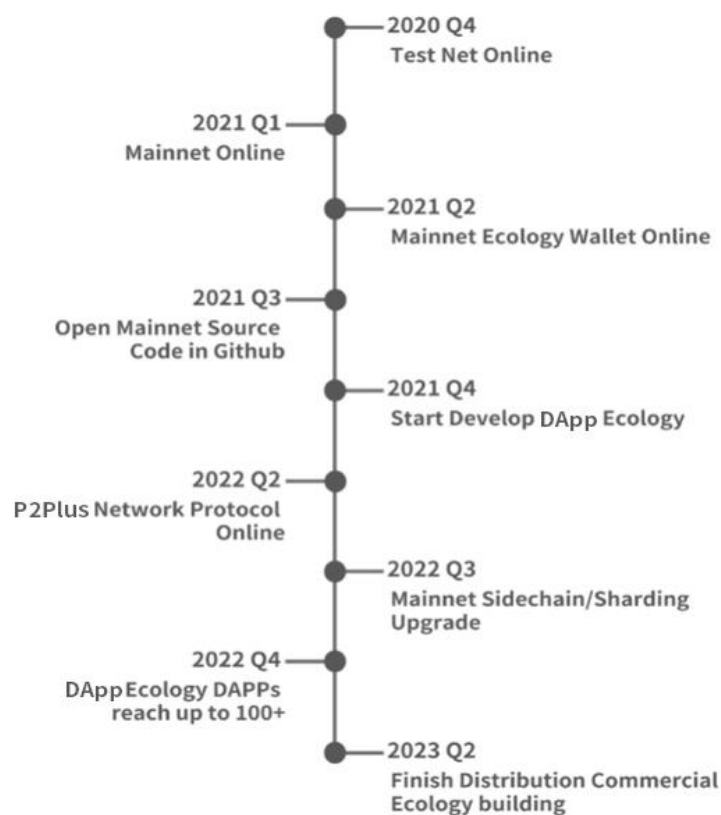 2020 Q4
Test Net Online
2021 Q1
Mainnet Online
2021 Q2
Mainnet Ecology Wallet Online
2021 Q3
Open Mainnet Source
Code in Github
2021 Q4
Start Develop DApp Ecology
2022 Q2
P2Plus Network Protocol
Online
2022 Q3
Mainnet Sidechain/Sharding
Upgrade
2022 Q4
DApp Ecology DAPPs
reach up to 100+
2023 Q2
Finish Distribution Commercial
Ecology building